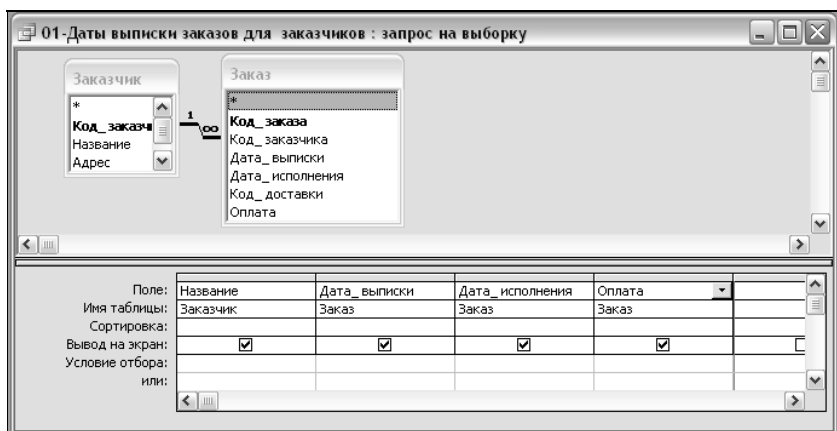 01-Даты выписки заказов для заказчиков : запрос на выборку
Заказчик
*
Код_заказч
Название
Адрес
1
∞
Заказ
*
Код_заказа
Код_заказчика
Дата_выписки
Дата_исполнения
Код_доставки
Оплата
Поле: Название Дата_выписки Дата_исполнения Оплата
Имя таблицы: Заказчик Заказ Заказ Заказ
Сортировка:
Вывод на экран:
Условие отбора:
или: